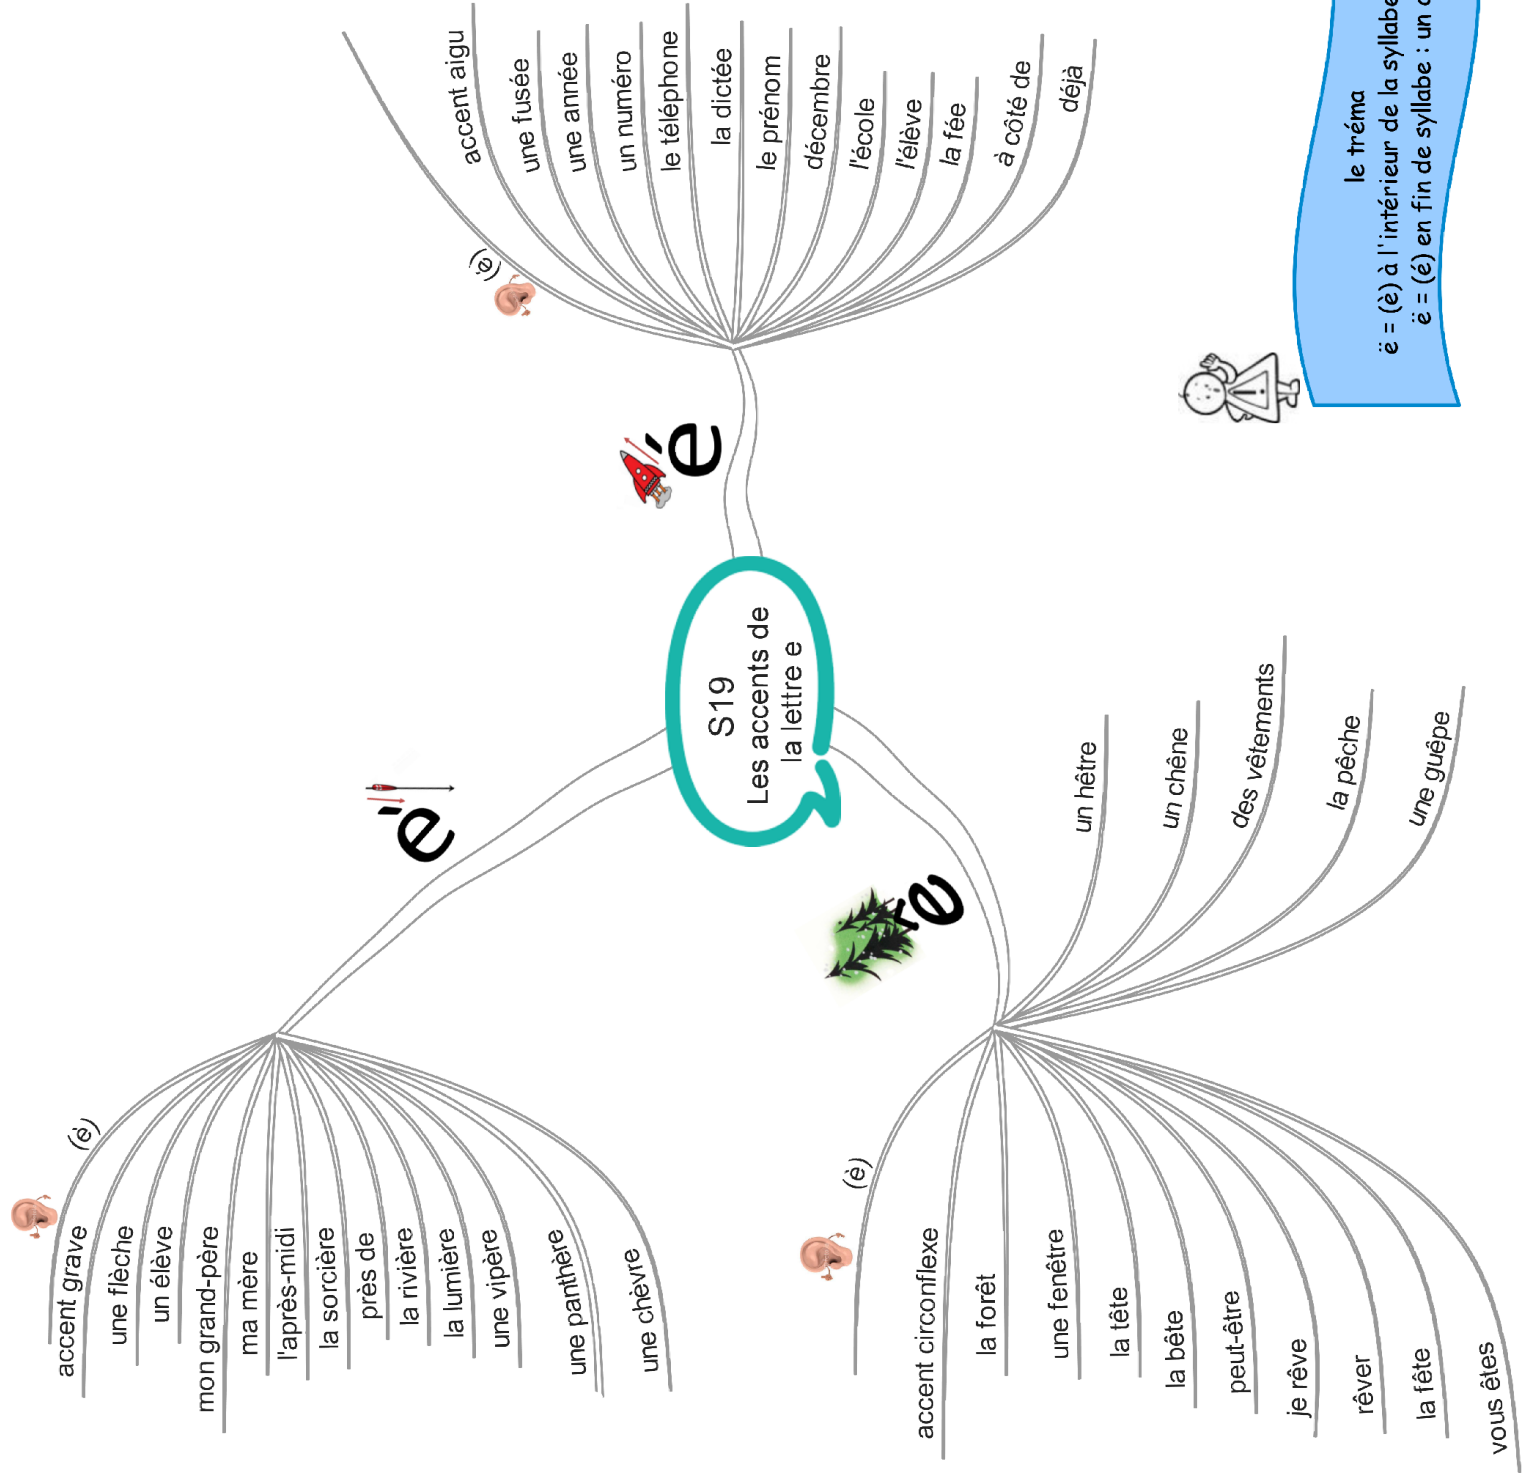 S19
Les accents de
la lettre e
é
(é)
accent aigu
une fusée
une année
un numéro
le téléphone
la dictée
le prénom
décembre
l'école
l'élève
la fée
à côté de
déjà
è
(è)
accent grave
une flèche
un élève
mon grand-père
ma mère
l'après-midi
la sorcière
près de
la rivière
la lumière
une vipère
une panthère
une chèvre
ê
(è)
accent circonflexe
la forêt
une fenêtre
la tête
la bête
peut-être
je rêve
rêver
la fête
vous êtes
un hêtre
un chêne
des vêtements
la pêche
une guêpe
le tréma
ë = (è) à l'intérieur de la syllabe
ë = (é) en fin de syllabe : un